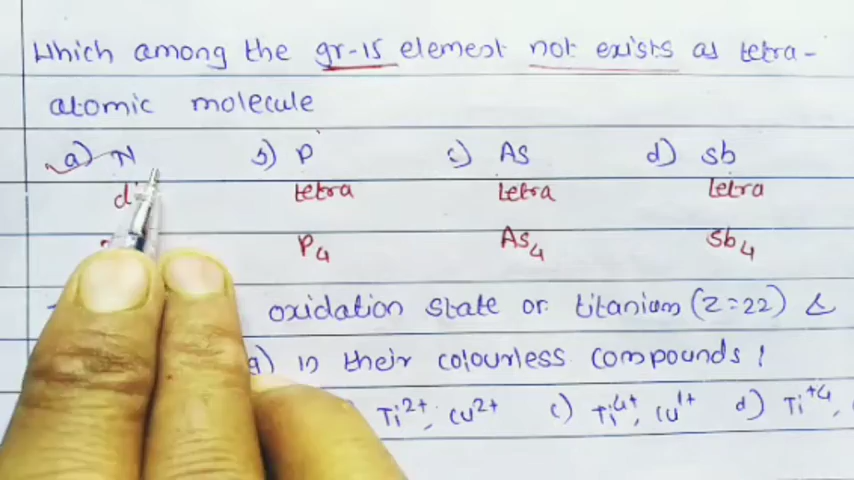 Which among the gr-15 element not exists as tetra-
atomic molecule
a) N b) P c) As d) Sb
tetra tetra tetra
P4 As4 Sb4
oxidation state or titanium (Z=22) &
) in their colourless compounds!
Ti2+, Cu2+ c) Ti4+, Cu1+ d) Ti+4,